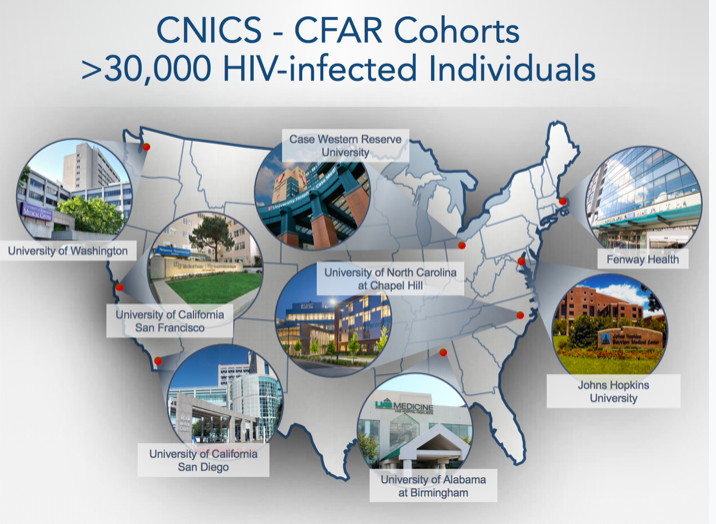 CNICS - CFAR Cohorts
>30,000 HIV-infected Individuals
Case Western Reserve
University
University of Washington
Fenway Health
University of North Carolina
at Chapel Hill
University of California
San Francisco
Johns Hopkins
University
UAB MEDICINE
University of California
San Diego
University of Alabama
at Birmingham